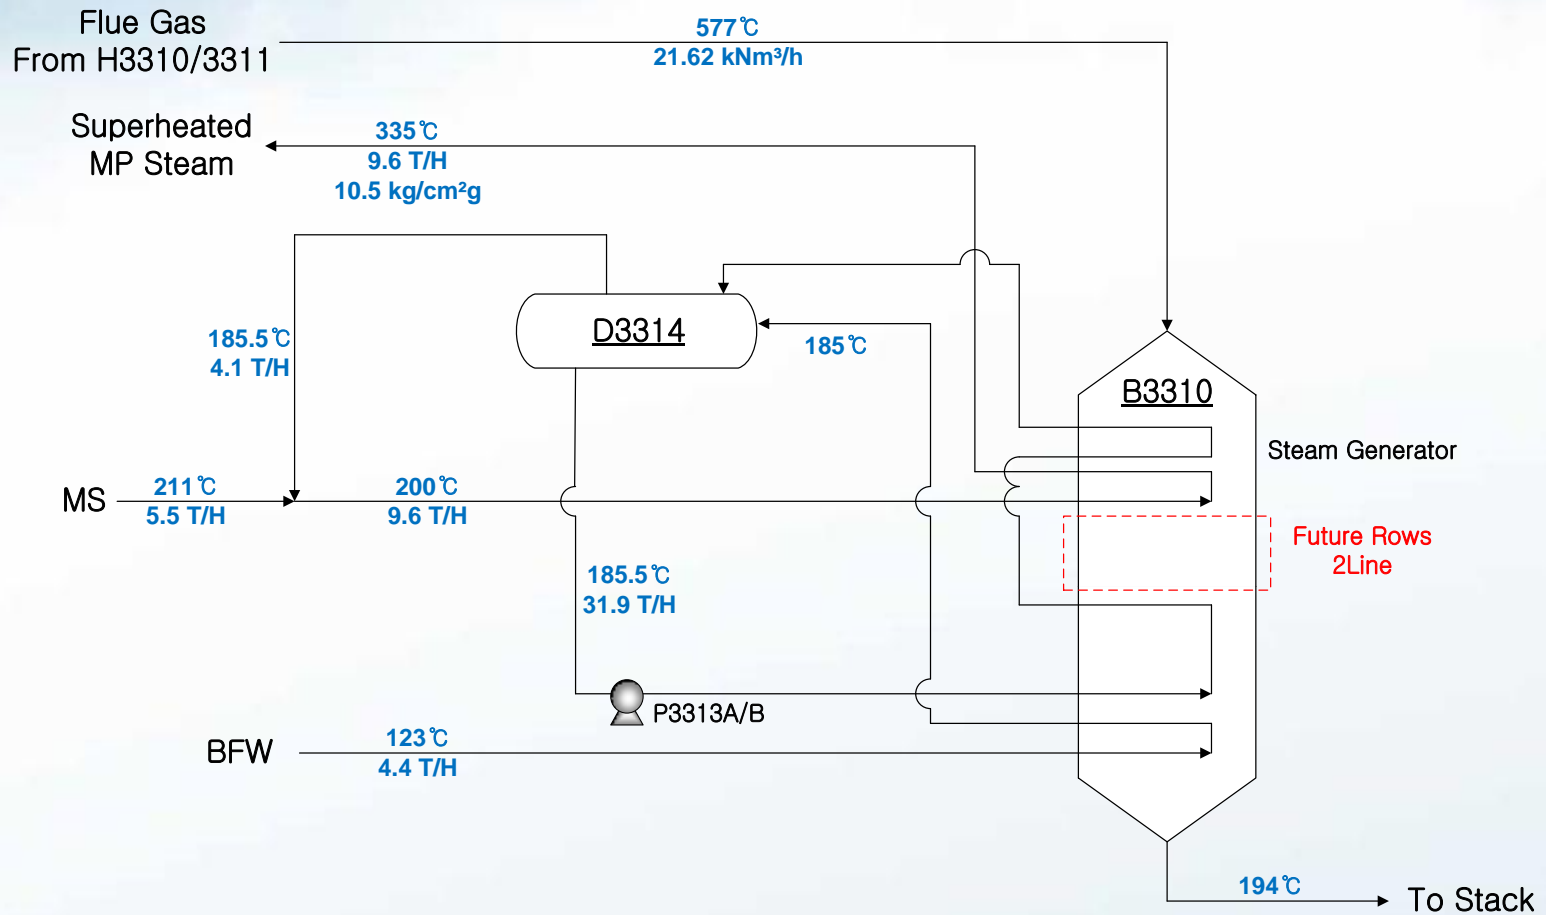 Flue Gas
From H3310/3311
577℃
21.62 kNm³/h
Superheated
MP Steam
335℃
9.6 T/H
10.5 kg/cm²g
185.5℃
4.1 T/H
D3314
185℃
B3310
Steam Generator
MS
211℃
5.5 T/H
200℃
9.6 T/H
Future Rows
2Line
185.5℃
31.9 T/H
P3313A/B
BFW
123℃
4.4 T/H
194℃
To Stack